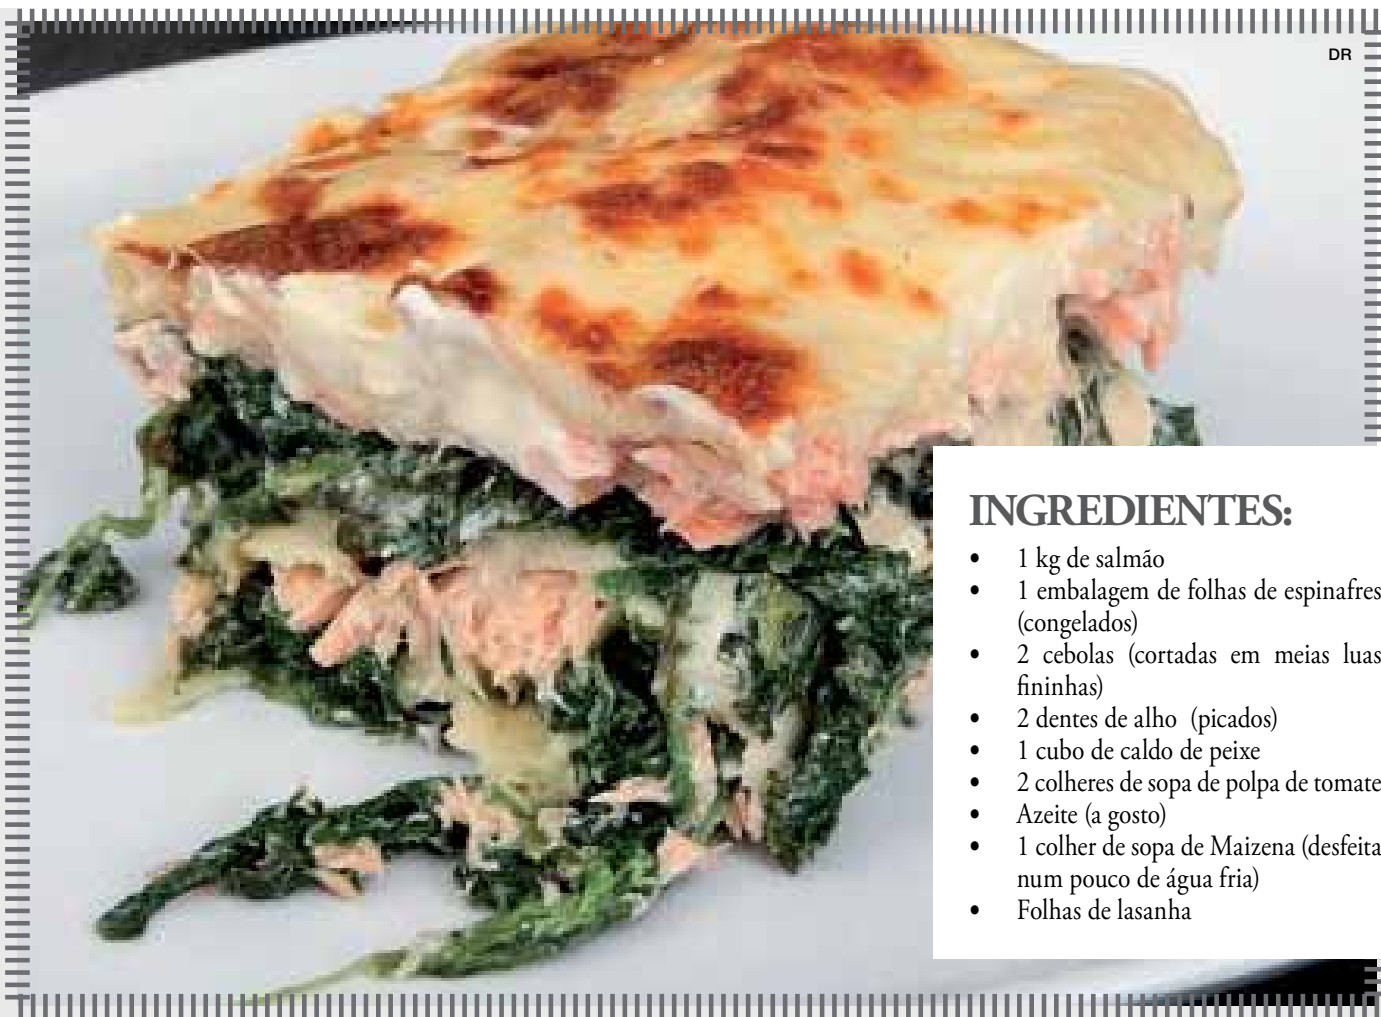 DR
INGREDIENTES:
• 1 kg de salmão
• 1 embalagem de folhas de espinafres
(congelados)
• 2 cebolas (cortadas em meias luas
fininhas)
• 2 dentes de alho (picados)
• 1 cubo de caldo de peixe
• 2 colheres de sopa de polpa de tomate
• Azeite (a gosto)
• 1 colher de sopa de Maizena (desfeita
num pouco de água fria)
• Folhas de lasanha